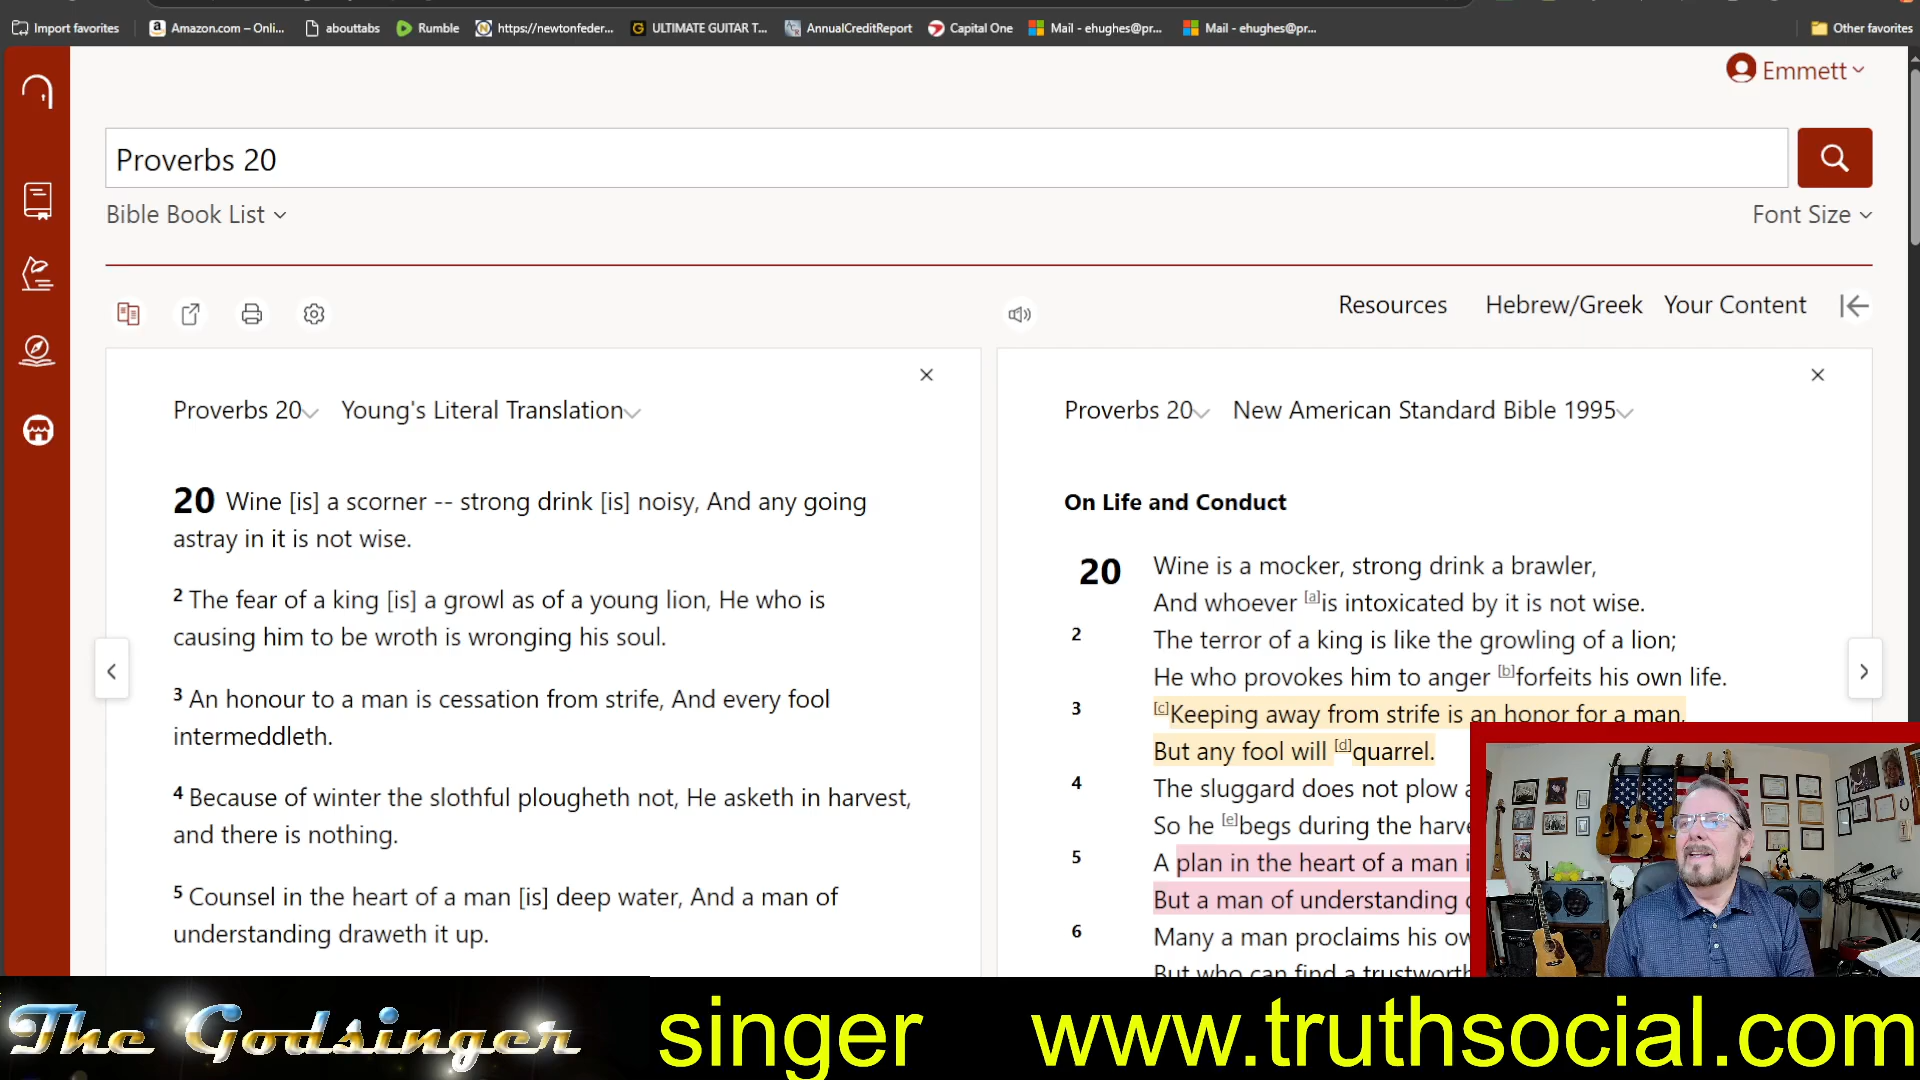 Import favorites
Amazon.com – Onli...
abouttabs
Rumble
https://newtonfeder...
ULTIMATE GUITAR T...
AnnualCreditReport
Capital One
Mail - ehughes@pr...
Mail - ehughes@pr...
Other favorites
Emmett
Proverbs 20
Bible Book List
Font Size
Resources
Hebrew/Greek
Your Content
Proverbs 20
Young's Literal Translation
20 Wine [is] a scorner -- strong drink [is] noisy, And any going
astray in it is not wise.
2 The fear of a king [is] a growl as of a young lion, He who is
causing him to be wroth is wronging his soul.
3 An honour to a man is cessation from strife, And every fool
intermeddleth.
4 Because of winter the slothful plougheth not, He asketh in harvest,
and there is nothing.
5 Counsel in the heart of a man [is] deep water, And a man of
understanding draweth it up.
Proverbs 20
New American Standard Bible 1995
On Life and Conduct
20 Wine is a mocker, strong drink a brawler,
And whoever [a]is intoxicated by it is not wise.
2 The terror of a king is like the growling of a lion;
He who provokes him to anger [b]forfeits his own life.
3 [c]Keeping away from strife is an honor for a man,
But any fool will [d]quarrel.
4 The sluggard does not plow
So he [e]begs during the
5 A plan in the heart of a man
But a man of understanding
6 Many a man proclaims his
But who can find a
The Godsinger
singer www.truthsocial.com